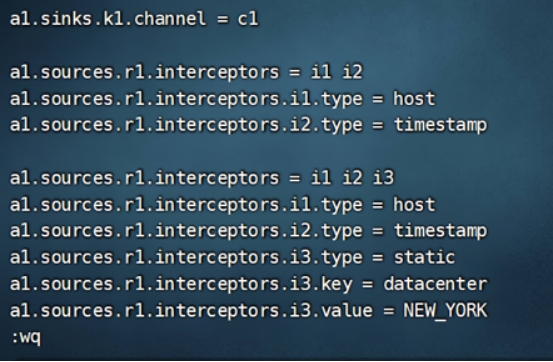 a1.sinks.k1.channel = c1
a1.sources.r1.interceptors = i1 i2
a1.sources.r1.interceptors.i1.type = host
a1.sources.r1.interceptors.i2.type = timestamp
a1.sources.r1.interceptors = i1 i2 i3
a1.sources.r1.interceptors.i1.type = host
a1.sources.r1.interceptors.i2.type = timestamp
a1.sources.r1.interceptors.i3.type = static
a1.sources.r1.interceptors.i3.key = datacenter
a1.sources.r1.interceptors.i3.value = NEW_YORK
:wq